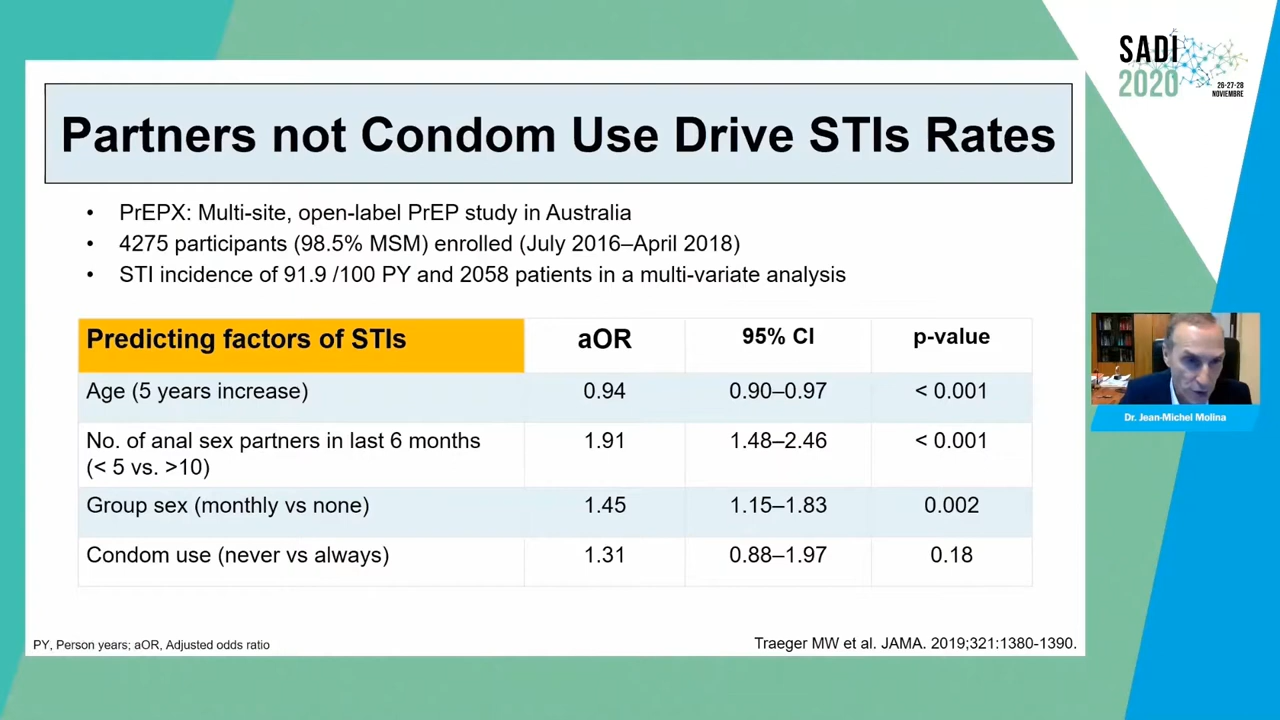 SADI
2020
26-27-28
NOVIEMBRE
Partners not Condom Use Drive STIs Rates
• PrEPX: Multi-site, open-label PrEP study in Australia
• 4275 participants (98.5% MSM) enrolled (July 2016–April 2018)
• STI incidence of 91.9 /100 PY and 2058 patients in a multi-variate analysis
Predicting factors of STIs aOR 95% CI p-value
Age (5 years increase) 0.94 0.90–0.97 < 0.001
No. of anal sex partners in last 6 months 1.91 1.48–2.46 < 0.001
(< 5 vs. >10)
Group sex (monthly vs none) 1.45 1.15–1.83 0.002
Condom use (never vs always) 1.31 0.88–1.97 0.18
Dr. Jean-Michel Molina
PY, Person years; aOR, Adjusted odds ratio
Traeger MW et al. JAMA. 2019;321:1380-1390.